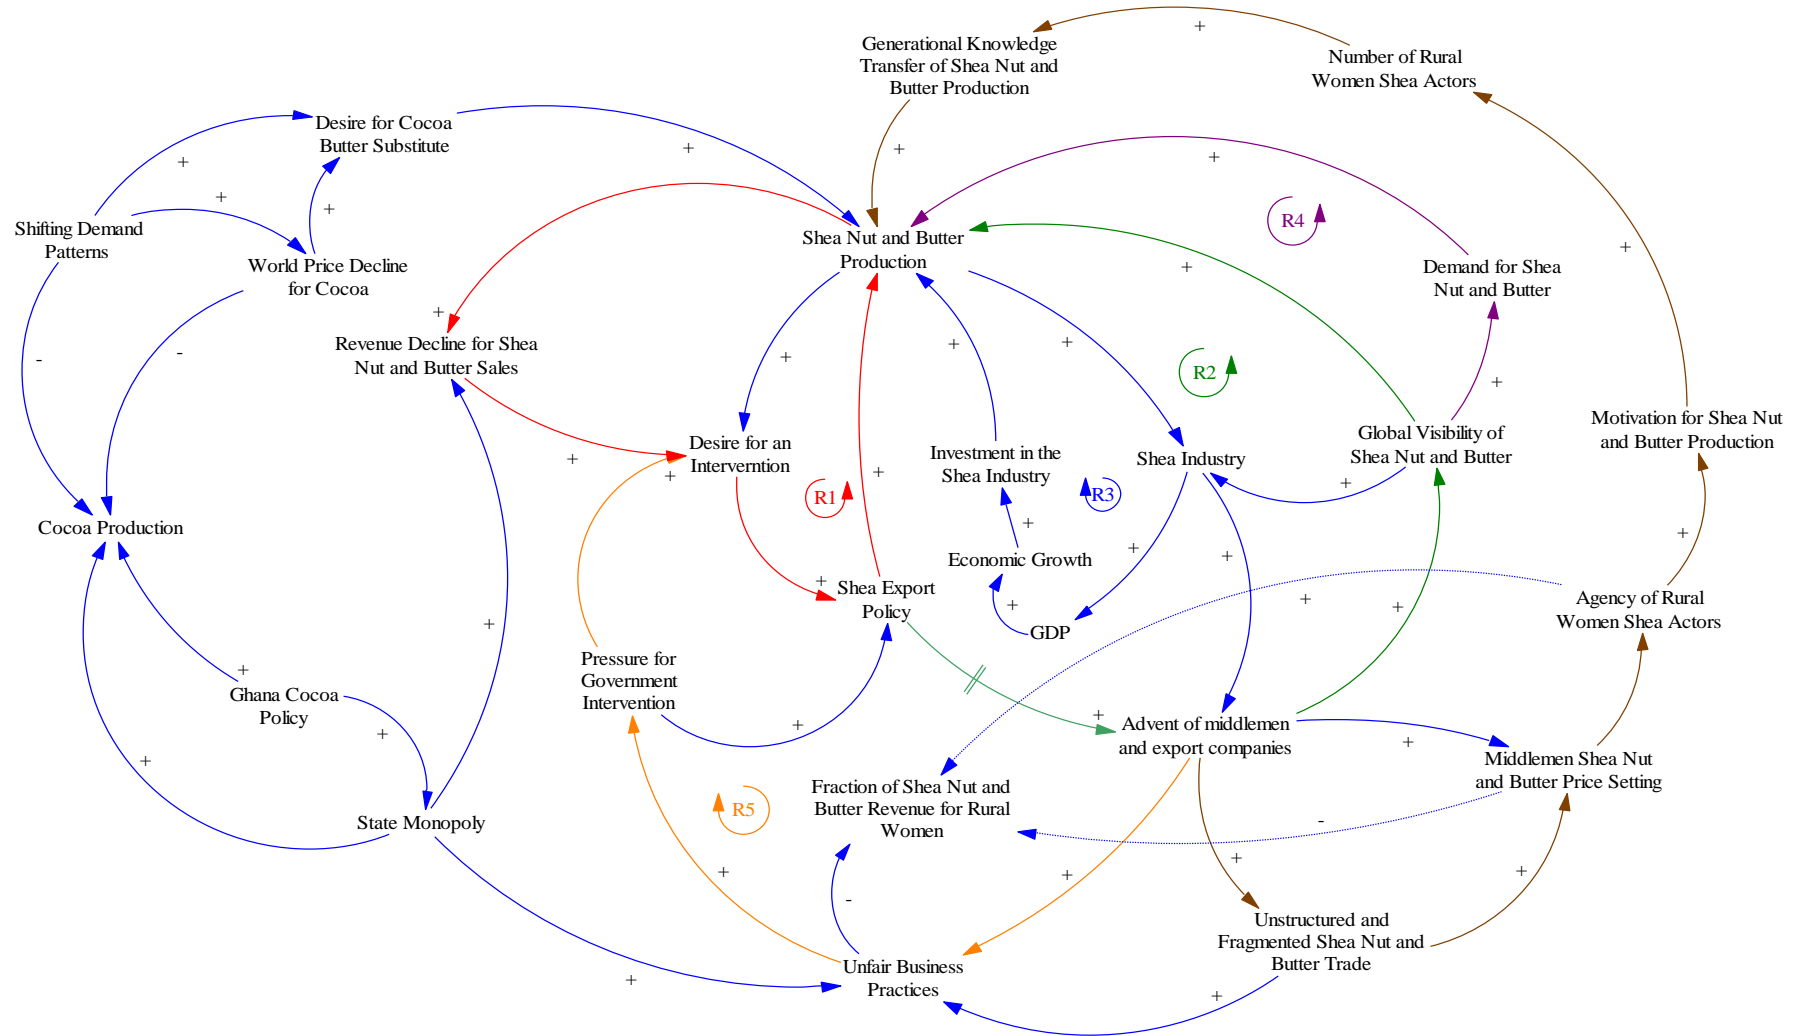 Generational Knowledge
Transfer of Shea Nut and
Butter Production
+
Number of Rural
Women Shea Actors
Desire for Cocoa
Butter Substitute
+
+
+
+
+
+
Shifting Demand
Patterns
R4
Shea Nut and Butter
Production
+
World Price Decline
for Cocoa
+
Demand for Shea
Nut and Butter
+
Revenue Decline for Shea
Nut and Butter Sales
-
-
+
+
+
R2
+
Motivation for Shea Nut
and Butter Production
Desire for an
Interverntion
Investment in the
Shea Industry
Shea Industry
Global Visibility of
Shea Nut and Butter
+
+
+
+
R1
R3
Cocoa Production
+
+
+
+
Economic Growth
+
Shea Export
Policy
+
+
+
Agency of Rural
Women Shea Actors
+
GDP
Pressure for
Government
Intervention
+
Ghana Cocoa
Policy
+
+
+
Advent of middlemen
and export companies
+
+
Middlemen Shea Nut
and Butter Price Setting
Fraction of Shea Nut and
Butter Revenue for Rural
Women
R5
State Monopoly
-
+
+
+
+
-
Unstructured and
Fragmented Shea Nut and
Butter Trade
Unfair Business
Practices
+
+